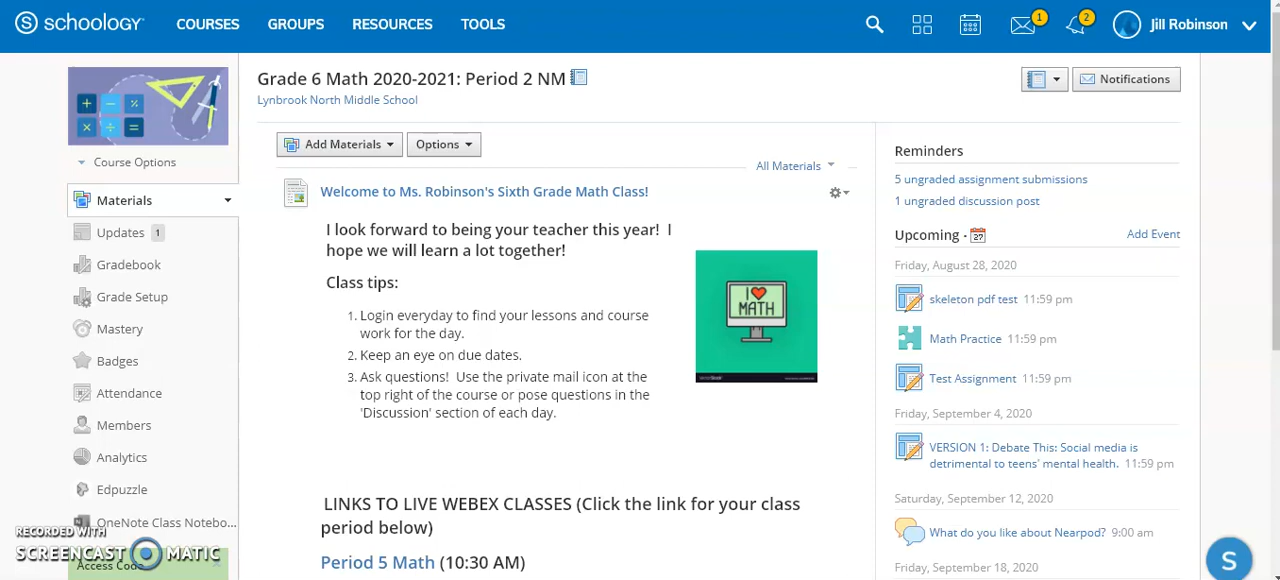 schoology
COURSES
GROUPS
RESOURCES
TOOLS
1
2
Jill Robinson
Grade 6 Math 2020-2021: Period 2 NM
Lynbrook North Middle School
Notifications
Course Options
Materials
Updates 1
Gradebook
Grade Setup
Mastery
Badges
Attendance
Members
Analytics
Edpuzzle
OneNote Class Notebo...
RECORDED WITH
SCREENCAST MATIC
Add Materials
Options
All Materials
Welcome to Ms. Robinson's Sixth Grade Math Class!
I look forward to being your teacher this year! I
hope we will learn a lot together!
Class tips:
1. Login everyday to find your lessons and course
work for the day.
2. Keep an eye on due dates.
3. Ask questions! Use the private mail icon at the
top right of the course or pose questions in the
'Discussion' section of each day.
I
MATH
LINKS TO LIVE WEBEX CLASSES (Click the link for your class
period below)
Period 5 Math (10:30 AM)
Reminders
5 ungraded assignment submissions
1 ungraded discussion post
Upcoming · 27
Add Event
Friday, August 28, 2020
skeleton pdf test 11:59 pm
Math Practice 11:59 pm
Test Assignment 11:59 pm
Friday, September 4, 2020
VERSION 1: Debate This: Social media is
detrimental to teens' mental health. 11:59 pm
Saturday, September 12, 2020
What do you like about Nearpod? 9:00 am
Friday, September 18, 2020
S